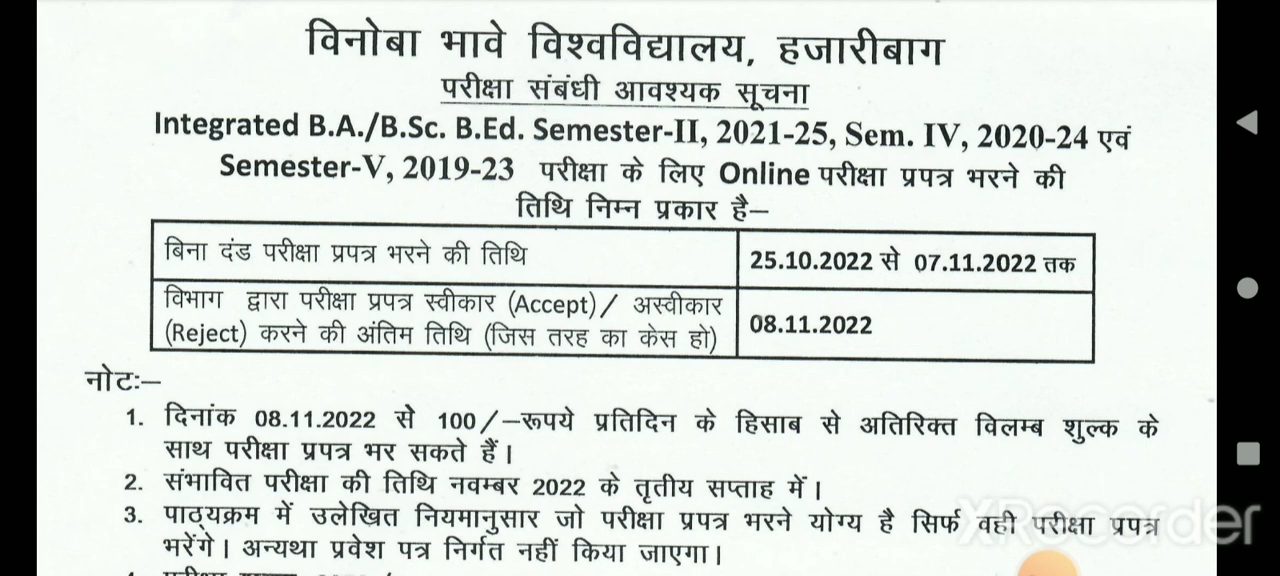 विनोबा भावे विश्वविद्यालय, हजारीबाग
परीक्षा संबंधी आवश्यक सूचना
Integrated B.A./B.Sc. B.Ed. Semester-II, 2021-25, Sem. IV, 2020-24 एवं
Semester-V, 2019-23 परीक्षा के लिए Online परीक्षा प्रपत्र भरने की
तिथि निम्न प्रकार है–
बिना दंड परीक्षा प्रपत्र भरने की तिथि
25.10.2022 से 07.11.2022 तक
विभाग द्वारा परीक्षा प्रपत्र स्वीकार (Accept) / अस्वीकार
(Reject) करने की अंतिम तिथि (जिस तरह का केस हो)
08.11.2022
नोटः–
1. दिनांक 08.11.2022 से 100/–रूपये प्रतिदिन के हिसाब से अतिरिक्त विलम्ब शुल्क के
साथ परीक्षा प्रपत्र भर सकते हैं।
2. संभावित परीक्षा की तिथि नवम्बर 2022 के तृतीय सप्ताह में।
3. पाठ्यक्रम में उलेखित नियमानुसार जो परीक्षा प्रपत्र भरने योग्य है सिर्फ वही परीक्षा प्रपत्र
भरेंगे। अन्यथा प्रवेश पत्र निर्गत नहीं किया जाएगा।
XRecorder